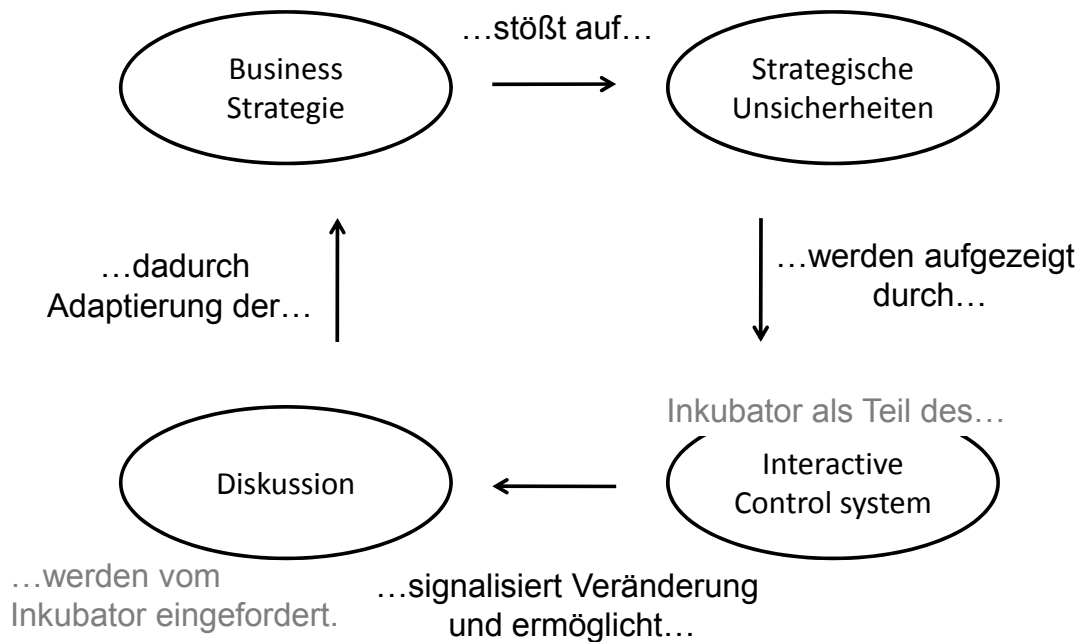 …stößt auf…
Business
Strategie
Strategische
Unsicherheiten
…dadurch
Adaptierung der…
…werden aufgezeigt
durch…
Inkubator als Teil des…
Diskussion
Interactive
Control system
…werden vom
Inkubator eingefordert.
…signalisiert Veränderung
und ermöglicht…